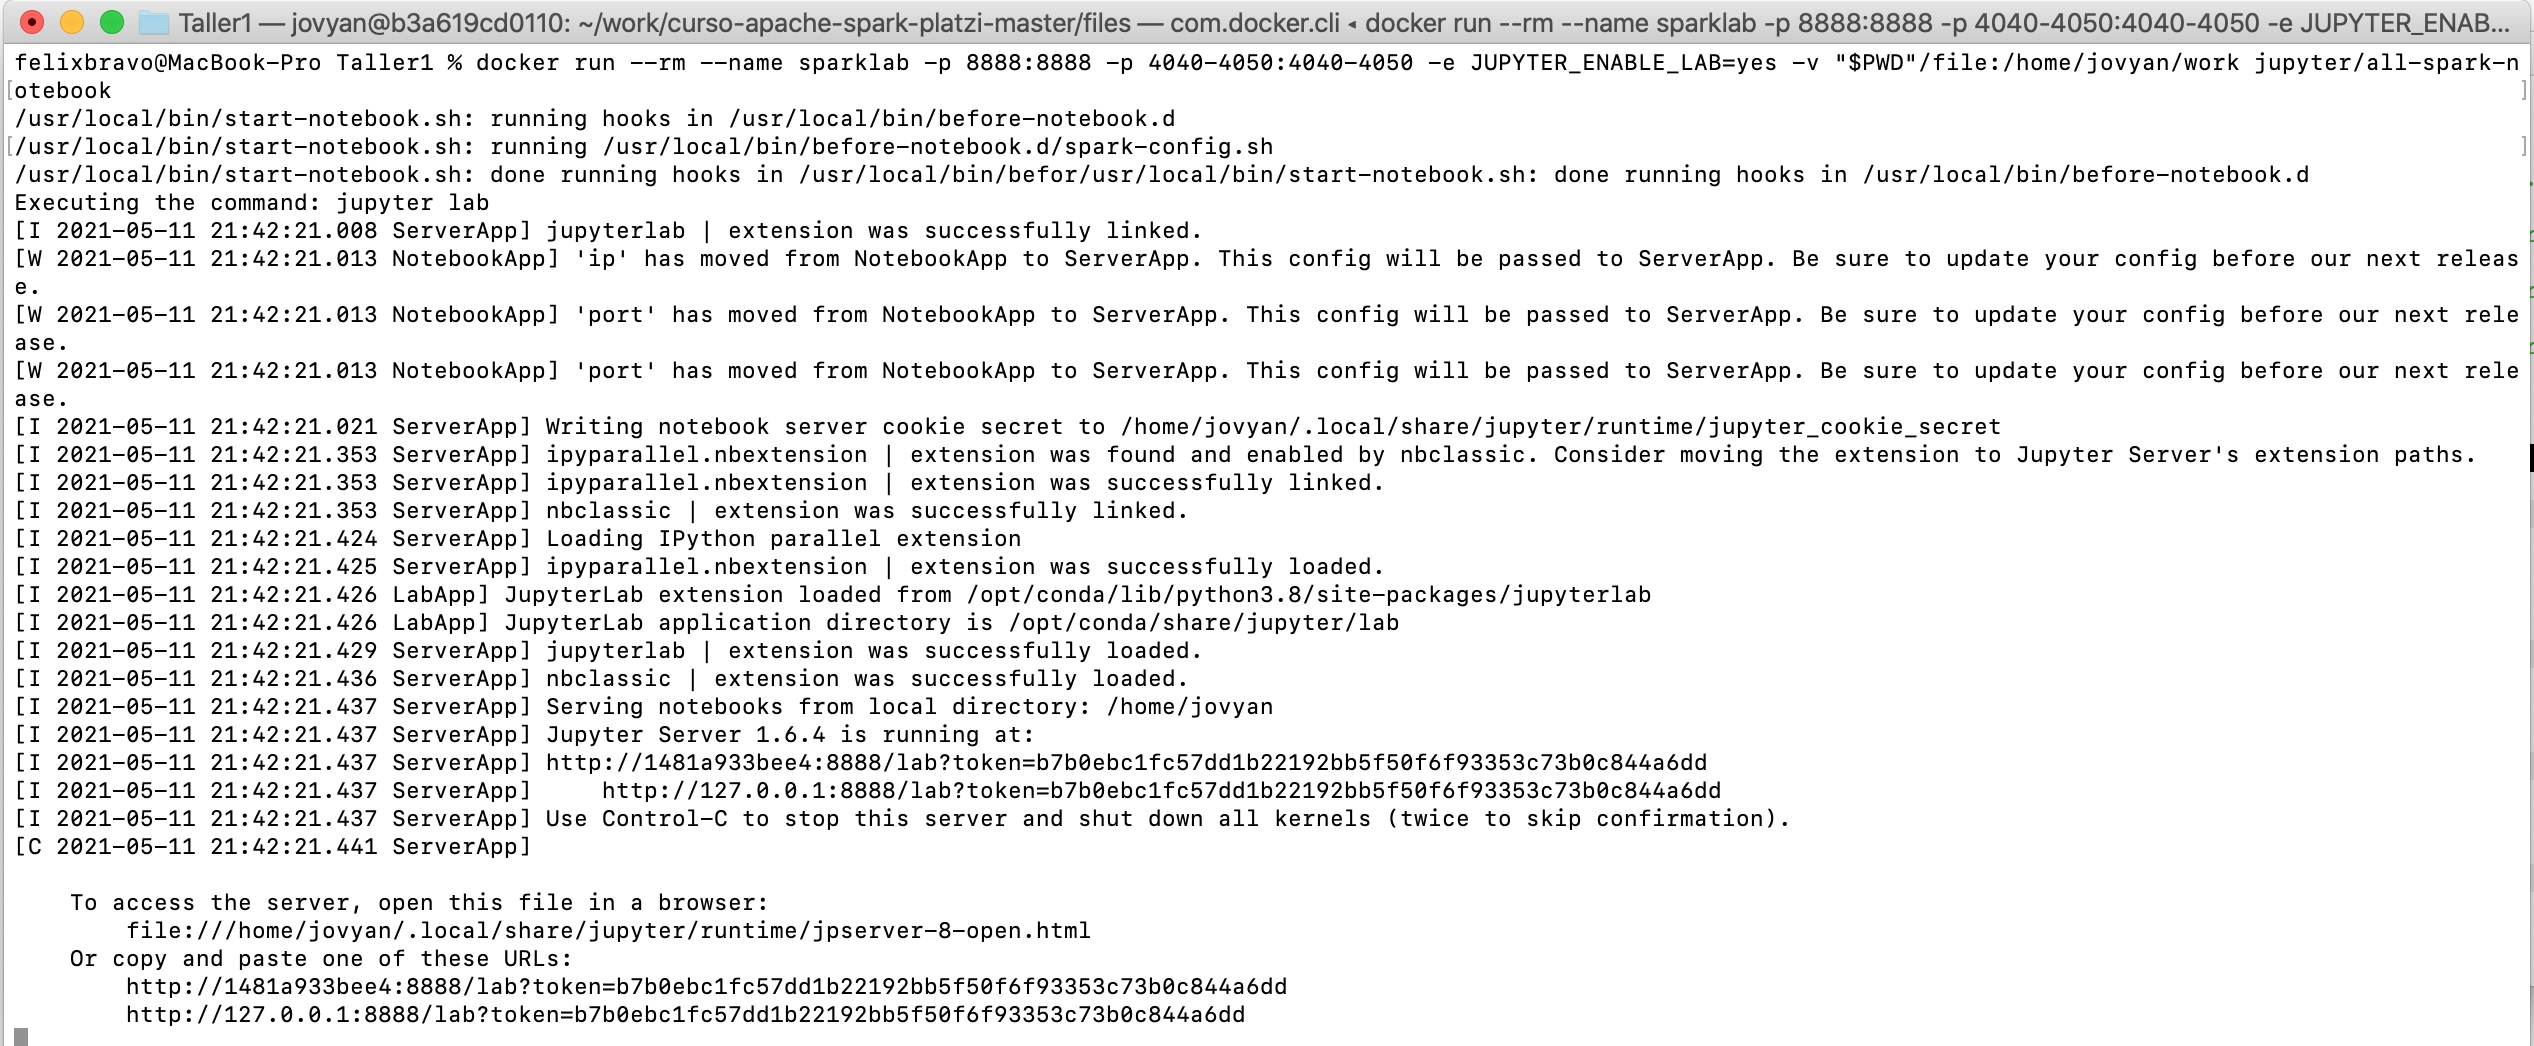 Taller1 — jovyan@b3a619cd0110: ~/work/curso-apache-spark-platzi-master/files — com.docker.cli ◂ docker run --rm --name sparklab -p 8888:8888 -p 4040-4050:4040-4050 -e JUPYTER_ENAB...
felixbravo@MacBook-Pro Taller1 % docker run --rm --name sparklab -p 8888:8888 -p 4040-4050:4040-4050 -e JUPYTER_ENABLE_LAB=yes -v "$PWD"/file:/home/jovyan/work jupyter/all-spark-n
[otebook ]
/usr/local/bin/start-notebook.sh: running hooks in /usr/local/bin/before-notebook.d
[/usr/local/bin/start-notebook.sh: running /usr/local/bin/before-notebook.d/spark-config.sh ]
/usr/local/bin/start-notebook.sh: done running hooks in /usr/local/bin/befor/usr/local/bin/start-notebook.sh: done running hooks in /usr/local/bin/before-notebook.d
Executing the command: jupyter lab
[I 2021-05-11 21:42:21.008 ServerApp] jupyterlab | extension was successfully linked.
[W 2021-05-11 21:42:21.013 NotebookApp] 'ip' has moved from NotebookApp to ServerApp. This config will be passed to ServerApp. Be sure to update your config before our next releas
e.
[W 2021-05-11 21:42:21.013 NotebookApp] 'port' has moved from NotebookApp to ServerApp. This config will be passed to ServerApp. Be sure to update your config before our next rele
ase.
[W 2021-05-11 21:42:21.013 NotebookApp] 'port' has moved from NotebookApp to ServerApp. This config will be passed to ServerApp. Be sure to update your config before our next rele
ase.
[I 2021-05-11 21:42:21.021 ServerApp] Writing notebook server cookie secret to /home/jovyan/.local/share/jupyter/runtime/jupyter_cookie_secret
[I 2021-05-11 21:42:21.353 ServerApp] ipyparallel.nbextension | extension was found and enabled by nbclassic. Consider moving the extension to Jupyter Server's extension paths.
[I 2021-05-11 21:42:21.353 ServerApp] ipyparallel.nbextension | extension was successfully linked.
[I 2021-05-11 21:42:21.353 ServerApp] nbclassic | extension was successfully linked.
[I 2021-05-11 21:42:21.424 ServerApp] Loading IPython parallel extension
[I 2021-05-11 21:42:21.425 ServerApp] ipyparallel.nbextension | extension was successfully loaded.
[I 2021-05-11 21:42:21.426 LabApp] JupyterLab extension loaded from /opt/conda/lib/python3.8/site-packages/jupyterlab
[I 2021-05-11 21:42:21.426 LabApp] JupyterLab application directory is /opt/conda/share/jupyter/lab
[I 2021-05-11 21:42:21.429 ServerApp] jupyterlab | extension was successfully loaded.
[I 2021-05-11 21:42:21.436 ServerApp] nbclassic | extension was successfully loaded.
[I 2021-05-11 21:42:21.437 ServerApp] Serving notebooks from local directory: /home/jovyan
[I 2021-05-11 21:42:21.437 ServerApp] Jupyter Server 1.6.4 is running at:
[I 2021-05-11 21:42:21.437 ServerApp] http://1481a933bee4:8888/lab?token=b7b0ebc1fc57dd1b22192bb5f50f6f93353c73b0c844a6dd
[I 2021-05-11 21:42:21.437 ServerApp]     http://127.0.0.1:8888/lab?token=b7b0ebc1fc57dd1b22192bb5f50f6f93353c73b0c844a6dd
[I 2021-05-11 21:42:21.437 ServerApp] Use Control-C to stop this server and shut down all kernels (twice to skip confirmation).
[C 2021-05-11 21:42:21.441 ServerApp]
To access the server, open this file in a browser:
file:///home/jovyan/.local/share/jupyter/runtime/jpserver-8-open.html
Or copy and paste one of these URLs:
http://1481a933bee4:8888/lab?token=b7b0ebc1fc57dd1b22192bb5f50f6f93353c73b0c844a6dd
http://127.0.0.1:8888/lab?token=b7b0ebc1fc57dd1b22192bb5f50f6f93353c73b0c844a6dd